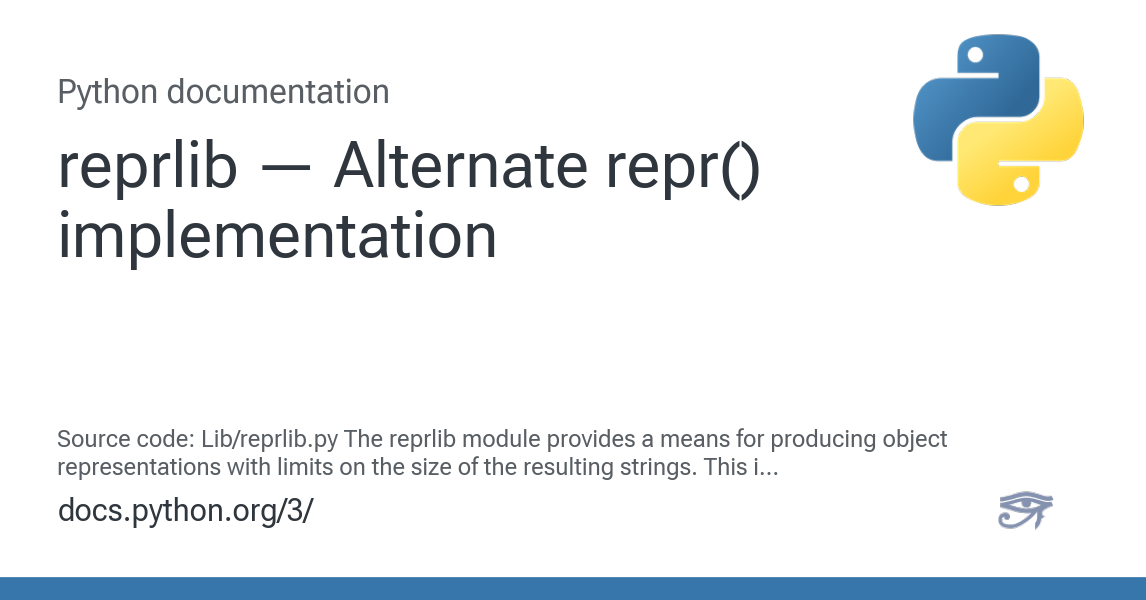 Python documentation
reprlib — Alternate repr()
implementation
Source code: Lib/reprlib.py The reprlib module provides a means for producing object
representations with limits on the size of the resulting strings. This i...
docs.python.org/3/